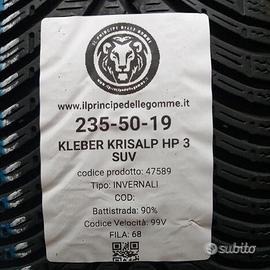 IL PRINCIPE DELLE GOMME
www.ilprincipedellegomme.it
235-50-19
KLEBER KRISALP HP 3
SUV
codice prodotto: 47589
Tipo: INVERNALI
COD:
Battistrada: 90%
Codice Velocità: 99V
FILA: 68
subito